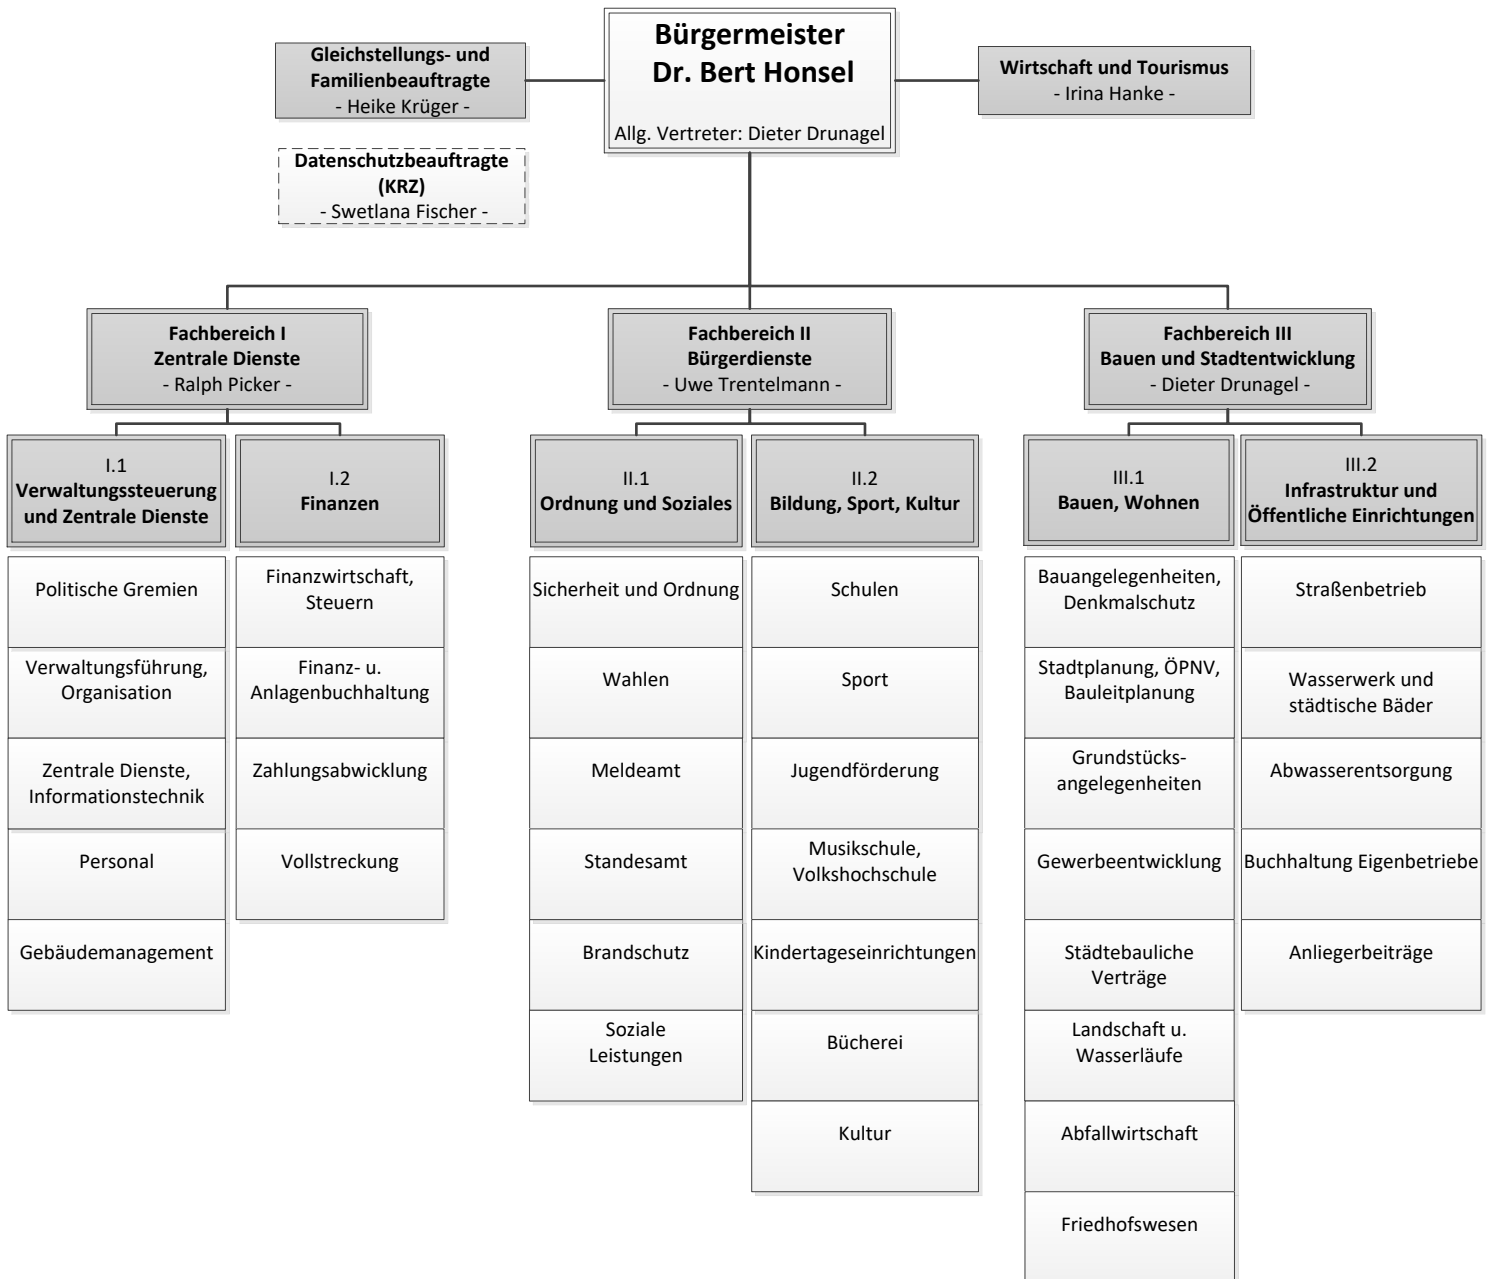 Bürgermeister
Dr. Bert Honsel
Allg. Vertreter: Dieter Drunagel
Gleichstellungs- und
Familienbeauftragte
- Heike Krüger -
Wirtschaft und Tourismus
- Irina Hanke -
Datenschutzbeauftragte
(KRZ)
- Swetlana Fischer -
Fachbereich I
Zentrale Dienste
- Ralph Picker -
Fachbereich II
Bürgerdienste
- Uwe Trentelmann -
Fachbereich III
Bauen und Stadtentwicklung
- Dieter Drunagel -
I.1
Verwaltungssteuerung
und Zentrale Dienste
Politische Gremien
Verwaltungsführung,
Organisation
Zentrale Dienste,
Informationstechnik
Personal
Gebäudemanagement
I.2
Finanzen
Finanzwirtschaft,
Steuern
Finanz- u.
Anlagenbuchhaltung
Zahlungsabwicklung
Vollstreckung
II.1
Ordnung und Soziales
Sicherheit und Ordnung
Wahlen
Meldeamt
Standesamt
Brandschutz
Soziale
Leistungen
II.2
Bildung, Sport, Kultur
Schulen
Sport
Jugendförderung
Musikschule,
Volkshochschule
Kindertageseinrichtungen
Bücherei
Kultur
III.1
Bauen, Wohnen
Bauangelegenheiten,
Denkmalschutz
Stadtplanung, ÖPNV,
Bauleitplanung
Grundstücks-
angelegenheiten
Gewerbeentwicklung
Städtebauliche
Verträge
Landschaft u.
Wasserläufe
Abfallwirtschaft
Friedhofswesen
III.2
Infrastruktur und
Öffentliche Einrichtungen
Straßenbetrieb
Wasserwerk und
städtische Bäder
Abwasserentsorgung
Buchhaltung Eigenbetriebe
Anliegerbeiträge